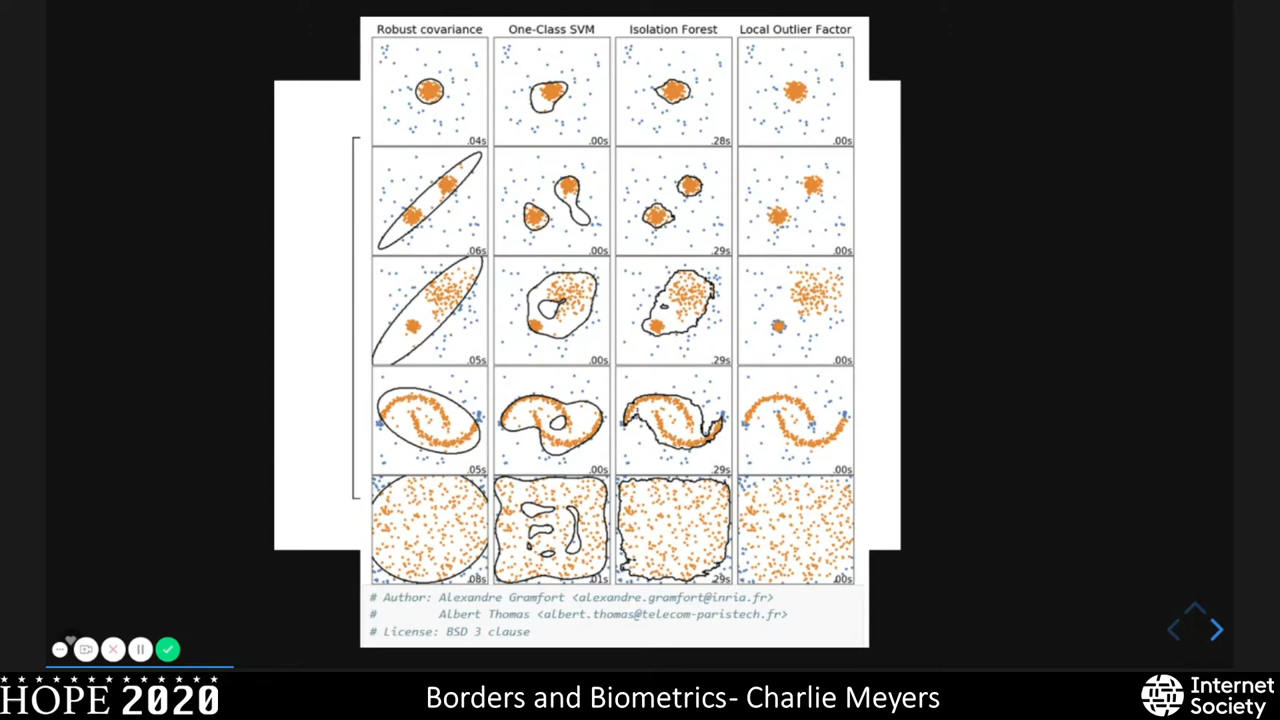 Robust covariance One-Class SVM Isolation Forest Local Outlier Factor
.04s .00s .28s .00s
.06s .00s .29s .00s
.05s .00s .29s .00s
.05s .00s .29s .00s
.08s .01s .29s .00s
# Author: Alexandre Gramfort <alexandre.gramfort@inria.fr>
# Albert Thomas <albert.thomas@telecom-paristech.fr>
# License: BSD 3 clause
HOPE 2020 Borders and Biometrics- Charlie Meyers Internet
Society